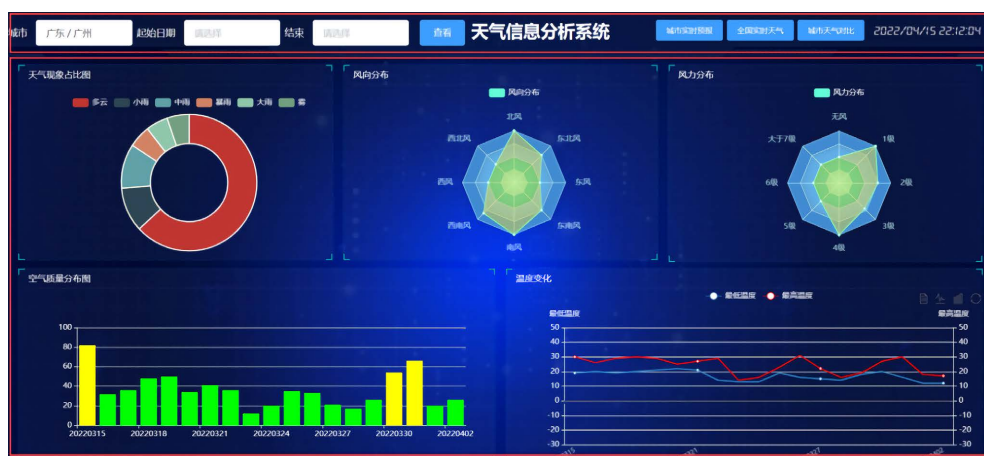 城市 广东 / 广州 起始日期 请选择 结束 请选择 查看 天气信息分析系统 城市实时预报 全国实时天气 城市天气对比 2022/04/15 22:12:04
天气现象占比图
多云 小雨 中雨 暴雨 大雨 雾
风向分布
风向分布
北风
西北风 东北风
西风 东风
西南风 东南风
南风
风力分布
风力分布
无风
大于7级 1级
6级 2级
5级 3级
4级
空气质量分布图
100
80
60
40
20
0
20220315 20220318 20220321 20220324 20220327 20220330 20220402
温度变化
最低温度 最高温度
最低温度 最高温度
50 50
40 40
30 30
20 20
10 10
0 0
-10 -10
-20 -20
-30 -30